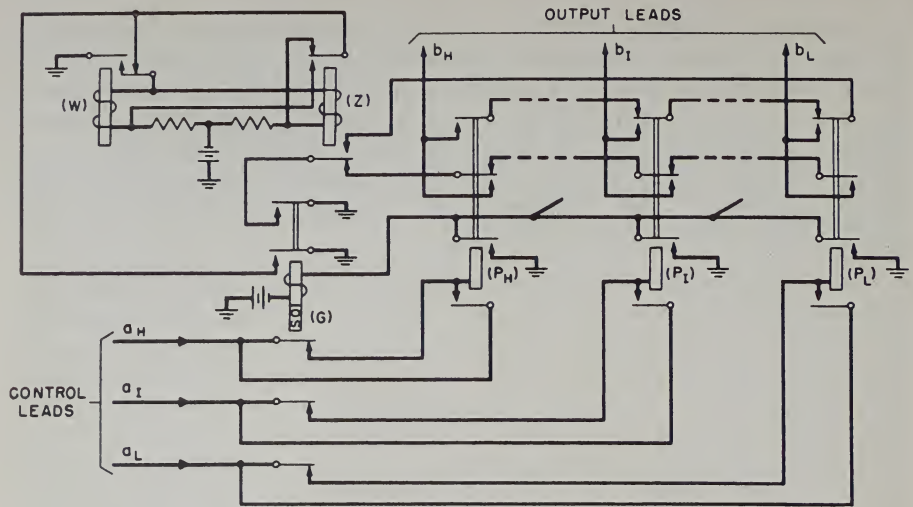 OUTPUT LEADS
b_H b_I b_L
(W) (Z)
(P_H) (P_I) (P_L)
SO (G)
a_H
CONTROL LEADS
a_I
a_L